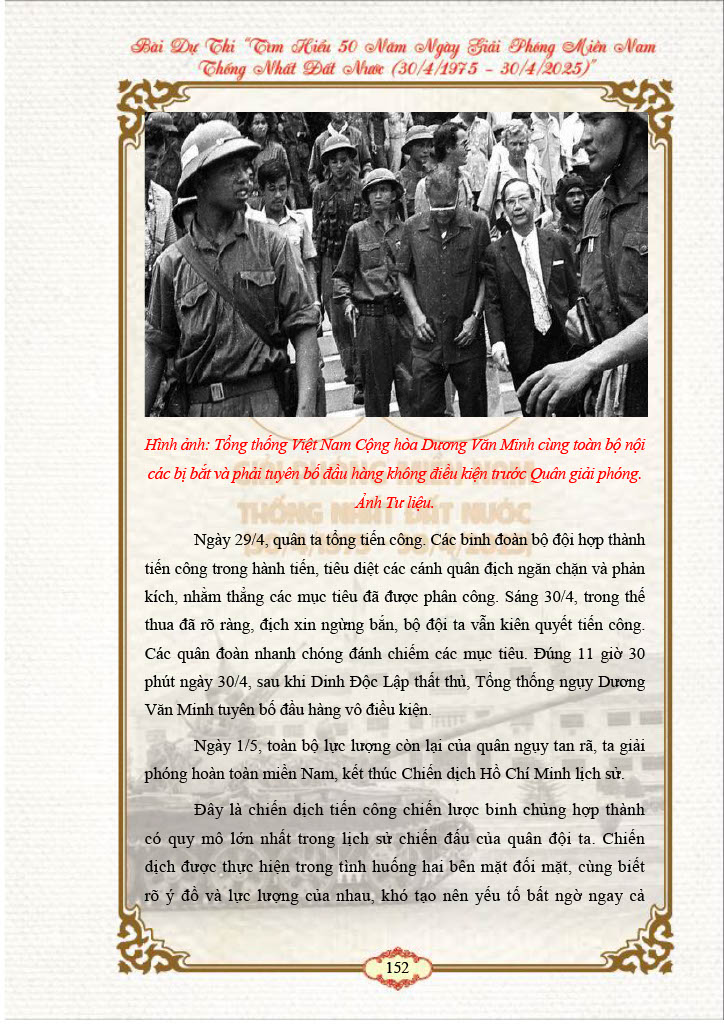 Bài Dự Thi “Tìm Hiểu 50 Năm Ngày Giải Phóng Miền Nam
Thống Nhất Đất Nước (30/4/1975 – 30/4/2025)”
Hình ảnh: Tổng thống Việt Nam Cộng hòa Dương Văn Minh cùng toàn bộ nội
các bị bắt và phải tuyên bố đầu hàng không điều kiện trước Quân giải phóng.
Ảnh Tư liệu.
THỐNG NHẤT ĐẤT NƯỚC
Ngày 29/4, quân ta tổng tiến công. Các binh đoàn bộ đội hợp thành
tiến công trong hành tiến, tiêu diệt các cánh quân địch ngăn chặn và phản
kích, nhằm thẳng các mục tiêu đã được phân công. Sáng 30/4, trong thế
thua đã rõ ràng, địch xin ngừng bắn, bộ đội ta vẫn kiên quyết tiến công.
Các quân đoàn nhanh chóng đánh chiếm các mục tiêu. Đúng 11 giờ 30
phút ngày 30/4, sau khi Dinh Độc Lập thất thủ, Tổng thống ngụy Dương
Văn Minh tuyên bố đầu hàng vô điều kiện.
Ngày 1/5, toàn bộ lực lượng còn lại của quân ngụy tan rã, ta giải
phóng hoàn toàn miền Nam, kết thúc Chiến dịch Hồ Chí Minh lịch sử.
Đây là chiến dịch tiến công chiến lược binh chủng hợp thành
có quy mô lớn nhất trong lịch sử chiến đấu của quân đội ta. Chiến
dịch được thực hiện trong tình huống hai bên mặt đối mặt, cùng biết
rõ ý đồ và lực lượng của nhau, khó tạo nên yếu tố bất ngờ ngay cả
152